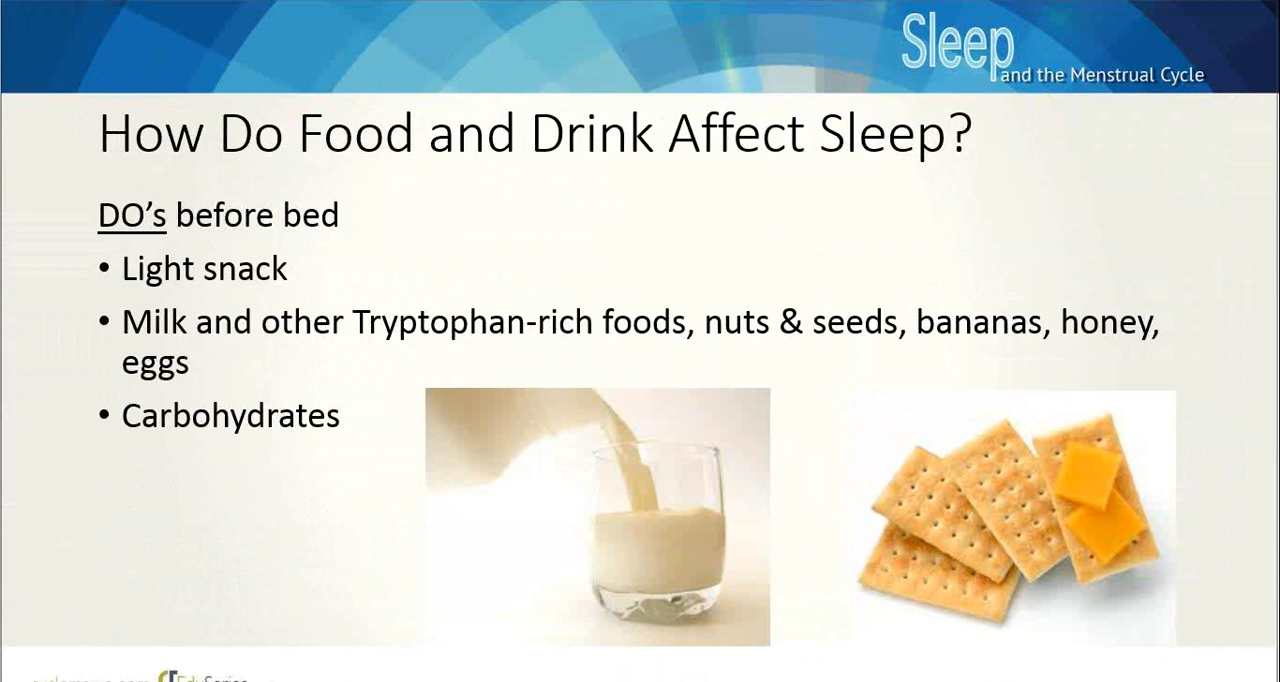 Sleep
and the Menstrual Cycle
How Do Food and Drink Affect Sleep?
DO's before bed
• Light snack
• Milk and other Tryptophan-rich foods, nuts & seeds, bananas, honey,
eggs
• Carbohydrates